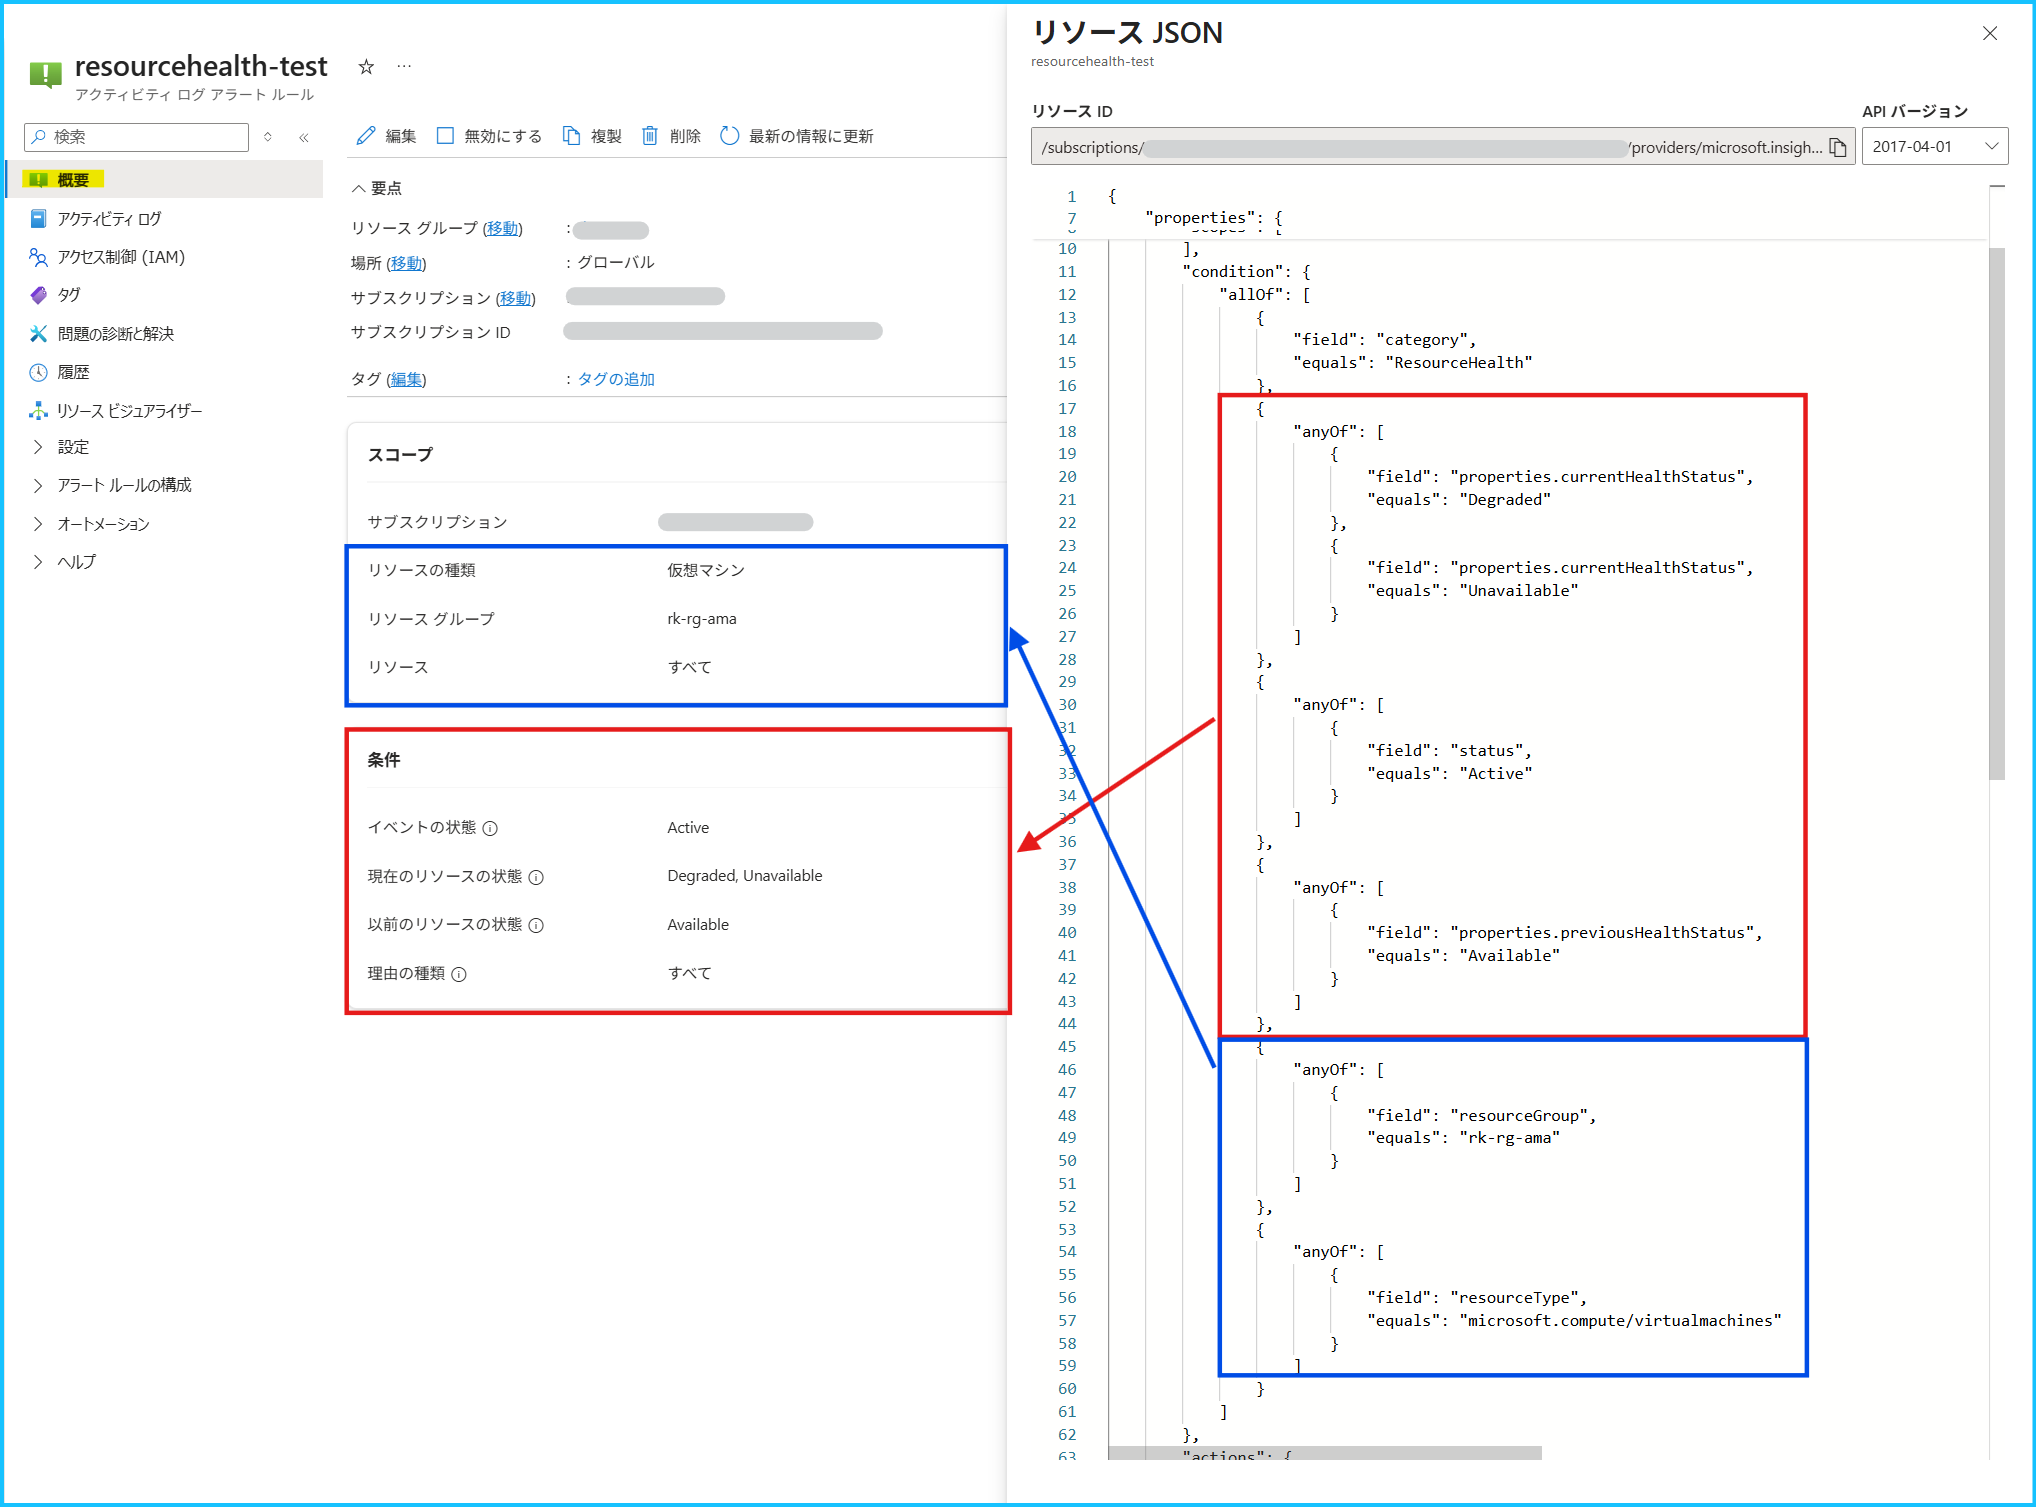 resourcehealth-test
アクティビティ ログ アラート ルール
検索
概要
アクティビティ ログ
アクセス制御 (IAM)
タグ
問題の診断と解決
履歴
リソース ビジュアライザー
設定
アラート ルールの構成
オートメーション
ヘルプ
編集 無効にする 複製 削除 最新の情報に更新
要点
リソース グループ (移動) :
場所 (移動) : グローバル
サブスクリプション (移動)
サブスクリプション ID
タグ (編集) : タグの追加
スコープ
サブスクリプション
リソースの種類 仮想マシン
リソース グループ rk-rg-ama
リソース すべて
条件
イベントの状態 Active
現在のリソースの状態 Degraded, Unavailable
以前のリソースの状態 Available
理由の種類 すべて
リソース JSON
resourcehealth-test
リソース ID API バージョン
/subscriptions/ /providers/microsoft.insigh... 2017-04-01
1 {
7 "properties": {
10 ],
11 "condition": {
12 "allOf": [
13 {
14 "field": "category",
15 "equals": "ResourceHealth"
16 },
17 {
18 "anyOf": [
19 {
20 "field": "properties.currentHealthStatus",
21 "equals": "Degraded"
22 },
23 {
24 "field": "properties.currentHealthStatus",
25 "equals": "Unavailable"
26 }
27 ]
28 },
29 {
30 "anyOf": [
31 {
32 "field": "status",
33 "equals": "Active"
34 }
35 ]
36 },
37 {
38 "anyOf": [
39 {
40 "field": "properties.previousHealthStatus",
41 "equals": "Available"
42 }
43 ]
44 },
45 {
46 "anyOf": [
47 {
48 "field": "resourceGroup",
49 "equals": "rk-rg-ama"
50 }
51 ]
52 },
53 {
54 "anyOf": [
55 {
56 "field": "resourceType",
57 "equals": "microsoft.compute/virtualmachines"
58 }
59 ]
60 }
61 ]
62 },
63 "actions": {